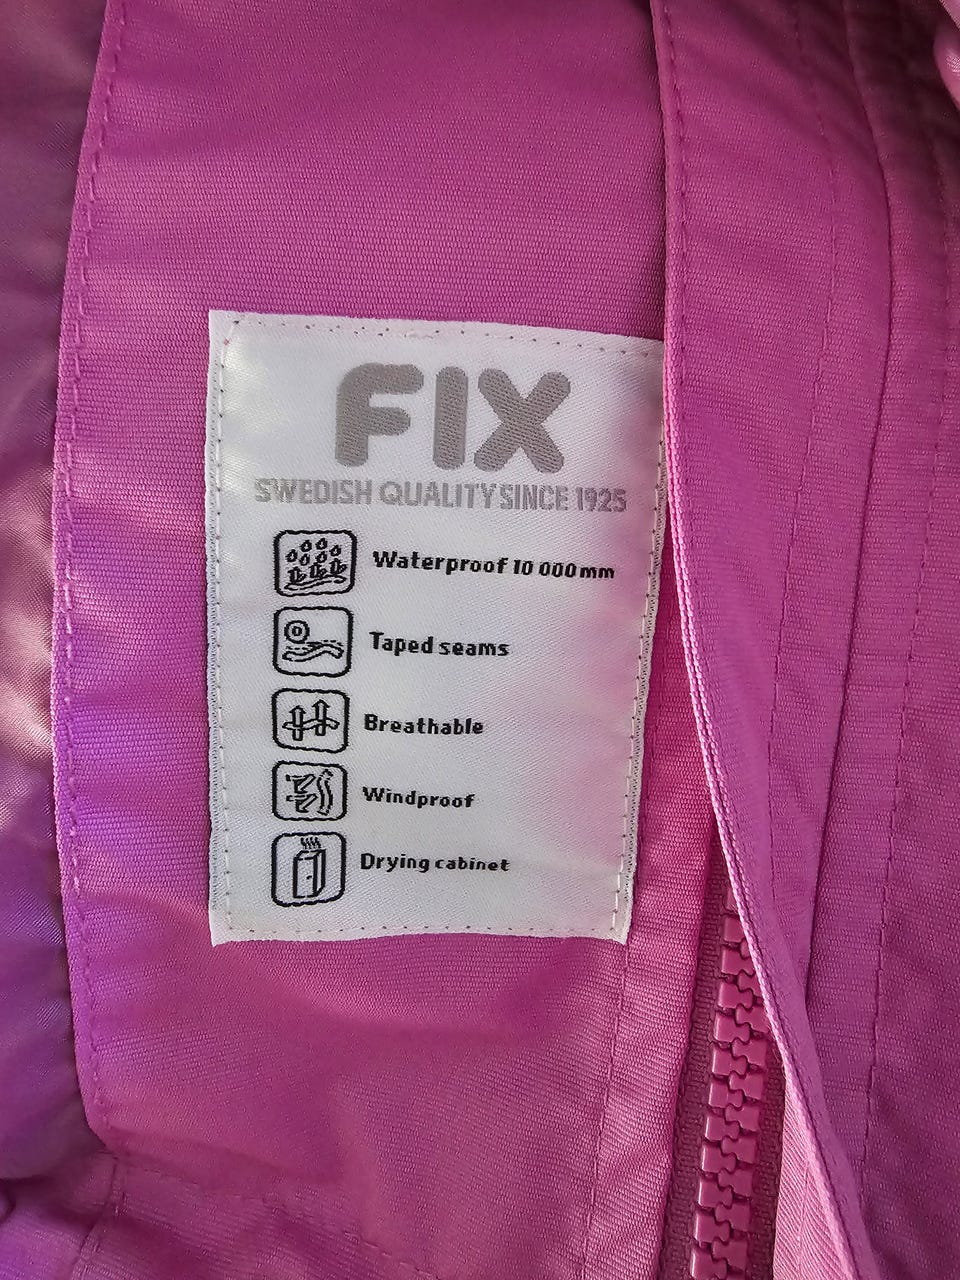 FIX
SWEDISH QUALITY SINCE 1925
Waterproof 10 000 mm
Taped seams
Breathable
Windproof
Drying cabinet